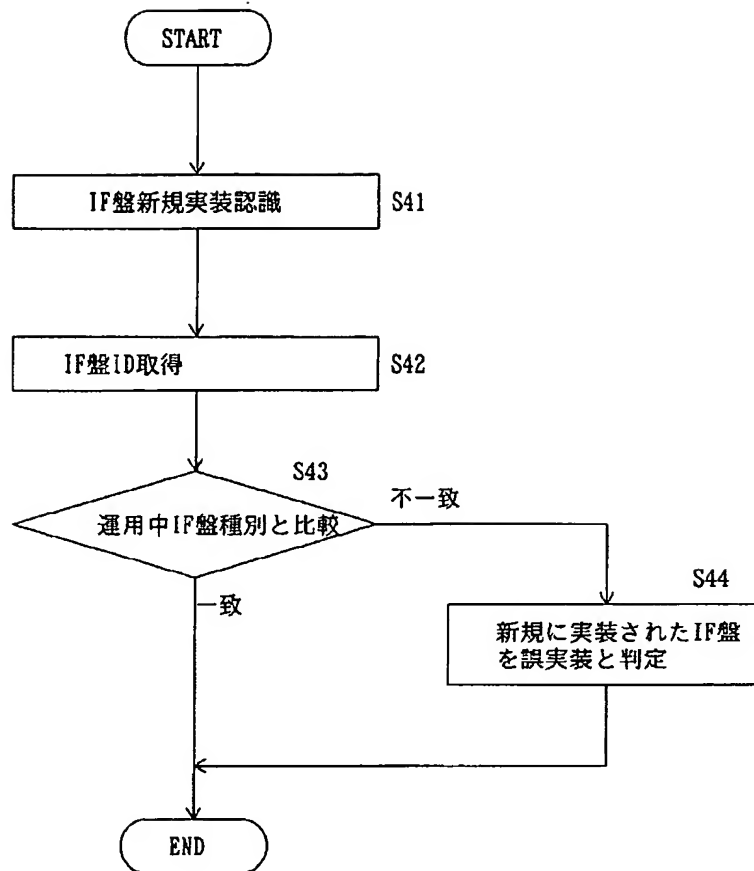 START
IF盤新規実装認識
S41
IF盤ID取得
S42
S43
運用中IF盤種別と比較
不一致
一致
S44
新規に実装されたIF盤
を誤実装と判定
END